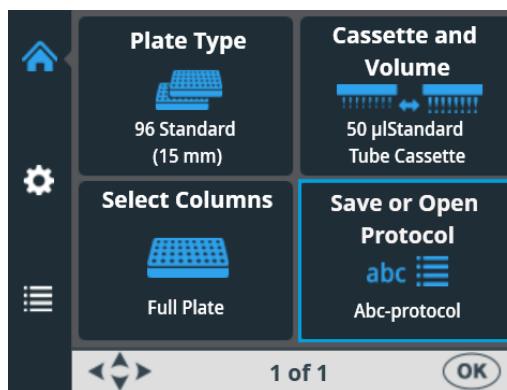 Plate Type
96 Standard
(15 mm)
Cassette and
Volume
50 µlStandard
Tube Cassette
Select Columns
Full Plate
Save or Open
Protocol
abc
Abc-protocol
1 of 1
OK